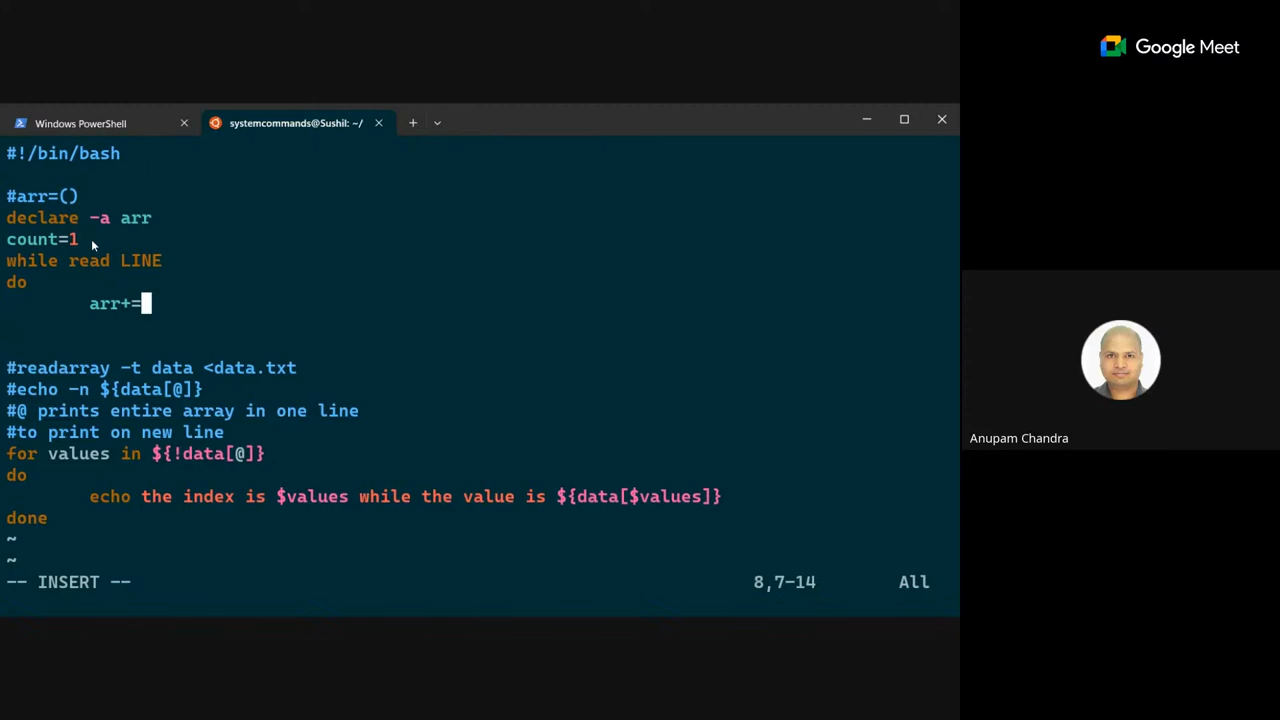 Google Meet
Windows PowerShell
systemcommands@Sushil: ~/
#!/bin/bash
#arr=()
declare -a arr
count=1
while read LINE
do
arr+=
#readarray -t data <data.txt
#echo -n ${data[@]}
#@ prints entire array in one line
#to print on new line
for values in ${!data[@]}
do
echo the index is $values while the value is ${data[$values]}
done
~
~
-- INSERT --
8,7-14
All
Anupam Chandra